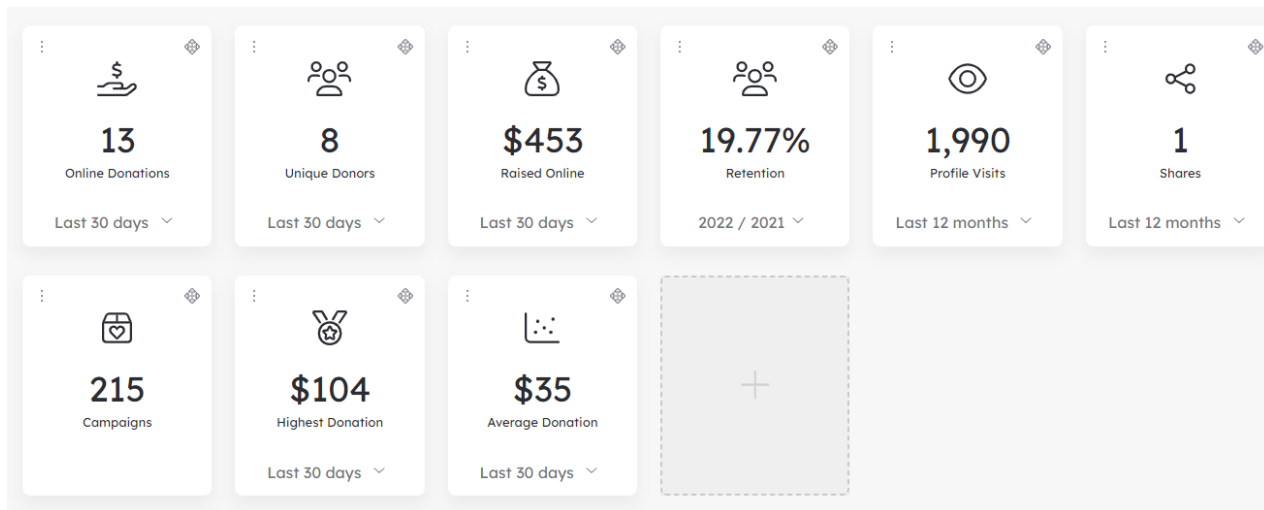 13
Online Donations
Last 30 days
8
Unique Donors
Last 30 days
$453
Raised Online
Last 30 days
19.77%
Retention
2022 / 2021
1,990
Profile Visits
Last 12 months
1
Shares
Last 12 months
215
Campaigns
$104
Highest Donation
Last 30 days
$35
Average Donation
Last 30 days